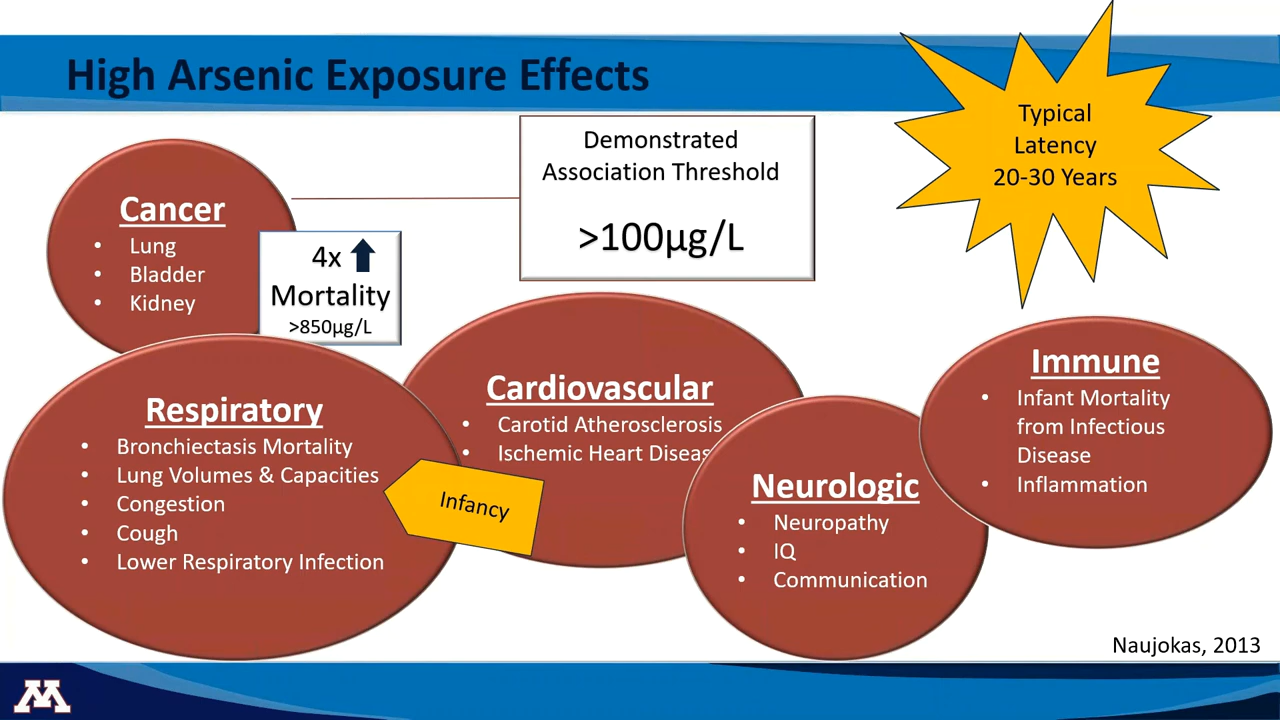 High Arsenic Exposure Effects
Typical
Latency
20-30 Years
Demonstrated
Association Threshold
>100µg/L
Cancer
• Lung
• Bladder
• Kidney
4x
Mortality
>850µg/L
Respiratory
• Bronchiectasis Mortality
• Lung Volumes & Capacities
• Congestion
• Cough
• Lower Respiratory Infection
Infancy
Cardiovascular
• Carotid Atherosclerosis
• Ischemic Heart Diseas
Neurologic
• Neuropathy
• IQ
• Communication
Immune
• Infant Mortality
from Infectious
Disease
• Inflammation
Naujokas, 2013
M